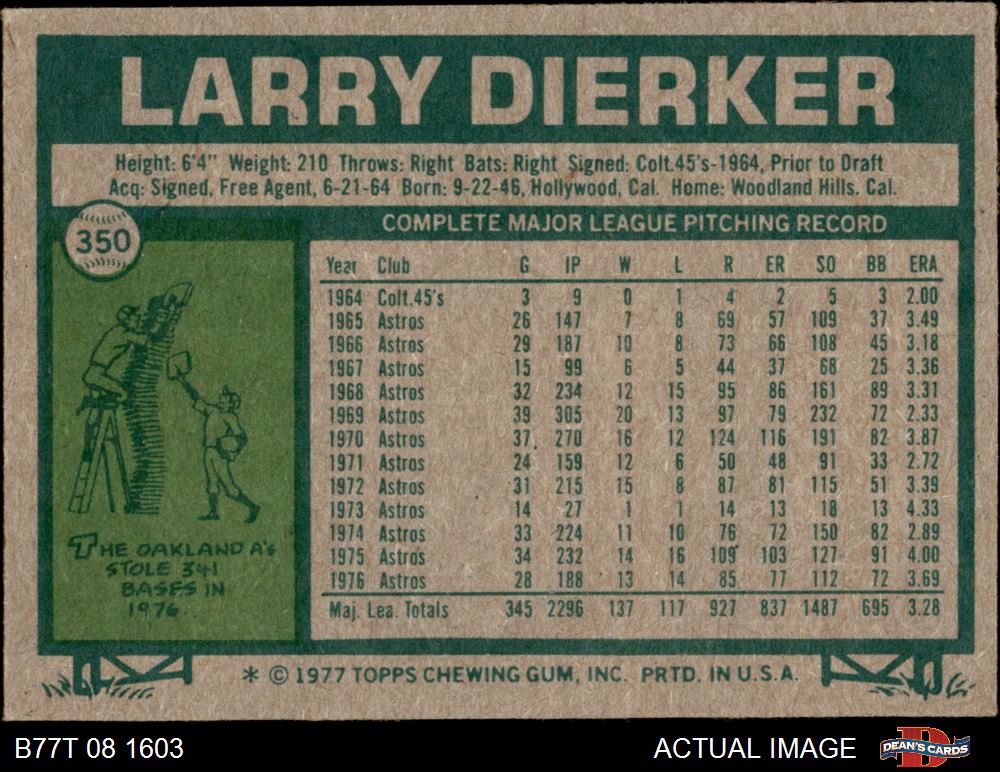 LARRY DIERKER
Height: 6'4" Weight: 210 Throws: Right Bats: Right Signed: Colt.45's-1964, Prior to Draft
Acq: Signed, Free Agent, 6-21-64 Born: 9-22-46, Hollywood, Cal. Home: Woodland Hills. Cal.
350
COMPLETE MAJOR LEAGUE PITCHING RECORD
Year Club G IP W L R ER SO BB ERA
1964 Colt.45's 3 9 0 1 4 2 5 3 2.00
1965 Astros 26 147 7 8 69 57 109 37 3.49
1966 Astros 29 187 10 8 73 66 108 45 3.18
1967 Astros 15 99 6 5 44 37 68 25 3.36
1968 Astros 32 234 12 15 95 86 161 89 3.31
1969 Astros 39 305 20 13 97 79 232 72 2.33
1970 Astros 37 270 16 12 124 116 191 82 3.87
1971 Astros 24 159 12 6 50 48 91 33 2.72
1972 Astros 31 215 15 8 87 81 115 51 3.39
1973 Astros 14 27 1 1 14 13 18 13 4.33
1974 Astros 33 224 11 10 76 72 150 82 2.89
1975 Astros 34 232 14 16 109 103 127 91 4.00
1976 Astros 28 188 13 14 85 77 112 72 3.69
Maj. Lea. Totals 345 2296 137 117 927 837 1487 695 3.28
THE OAKLAND A's
STOLE 341
BASES IN
1976.
* © 1977 TOPPS CHEWING GUM, INC. PRTD. IN U.S.A.
B77T 08 1603
ACTUAL IMAGE
DEAN'S CARDS